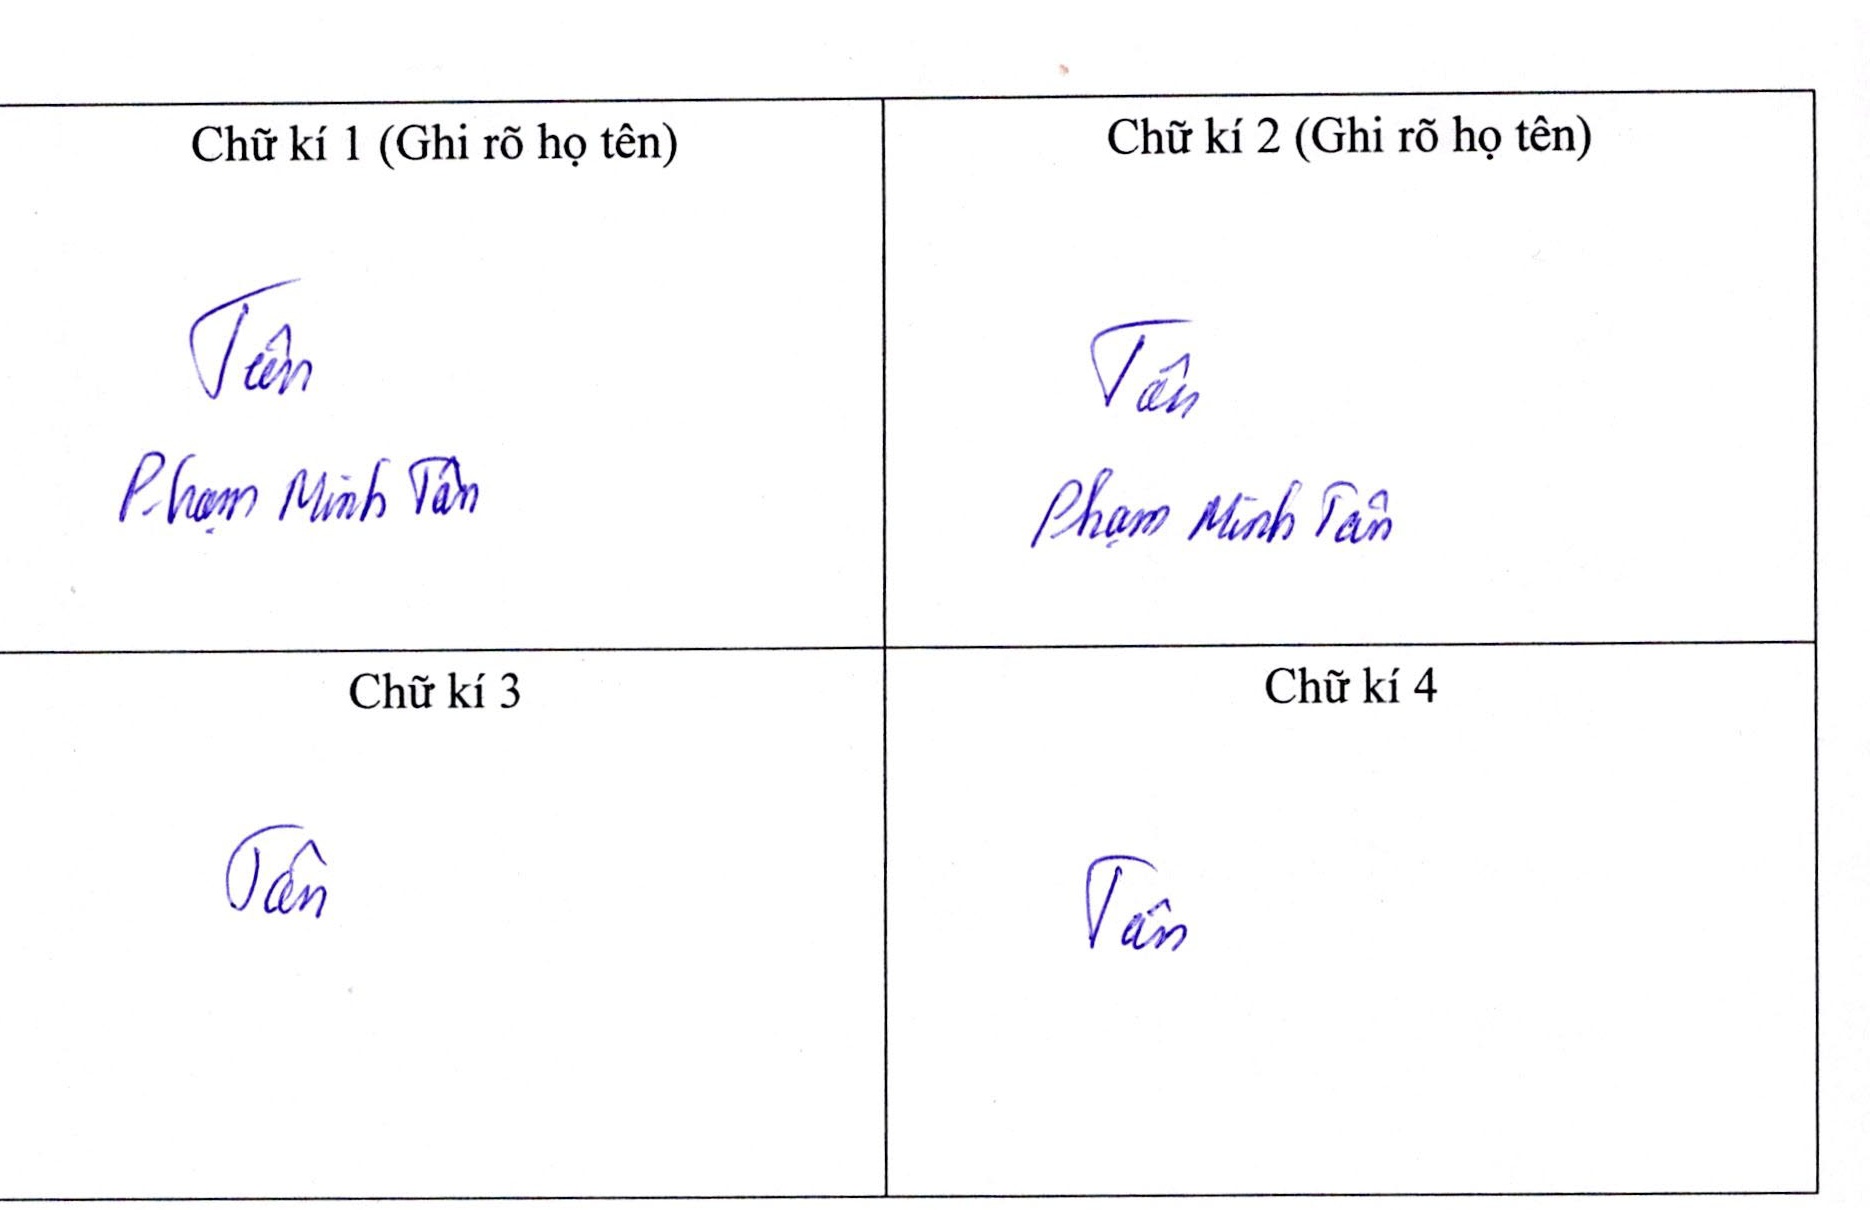 Chữ kí 1 (Ghi rõ họ tên)
Tân
Phạm Minh Tân
Chữ kí 2 (Ghi rõ họ tên)
Tân
Phạm Minh Tân
Chữ kí 3
Tân
Chữ kí 4
Tân